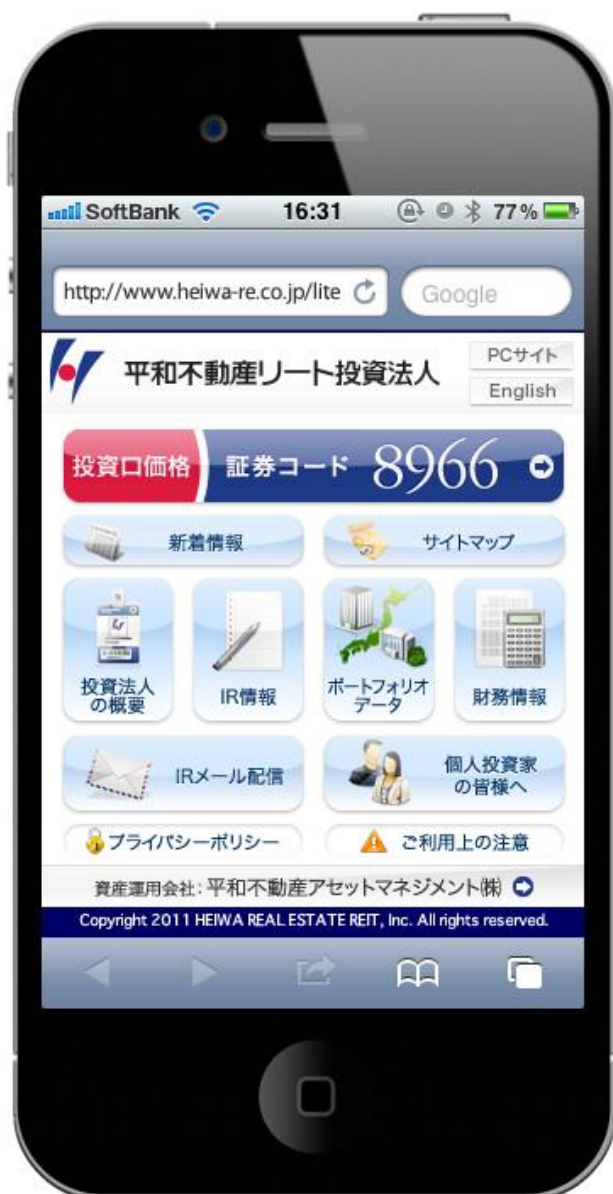 SoftBank 16:31 77%
http://www.heiwa-re.co.jp/lite Google
平和不動産リート投資法人
PCサイト
English
投資口価格 証券コード 8966
新着情報 サイトマップ
投資法人
の概要
IR情報
ポートフォリオ
データ
財務情報
IRメール配信
個人投資家
の皆様へ
プライバシーポリシー ご利用上の注意
資産運用会社:平和不動産アセットマネジメント㈱
Copyright 2011 HEIWA REAL ESTATE REIT, Inc. All rights reserved.